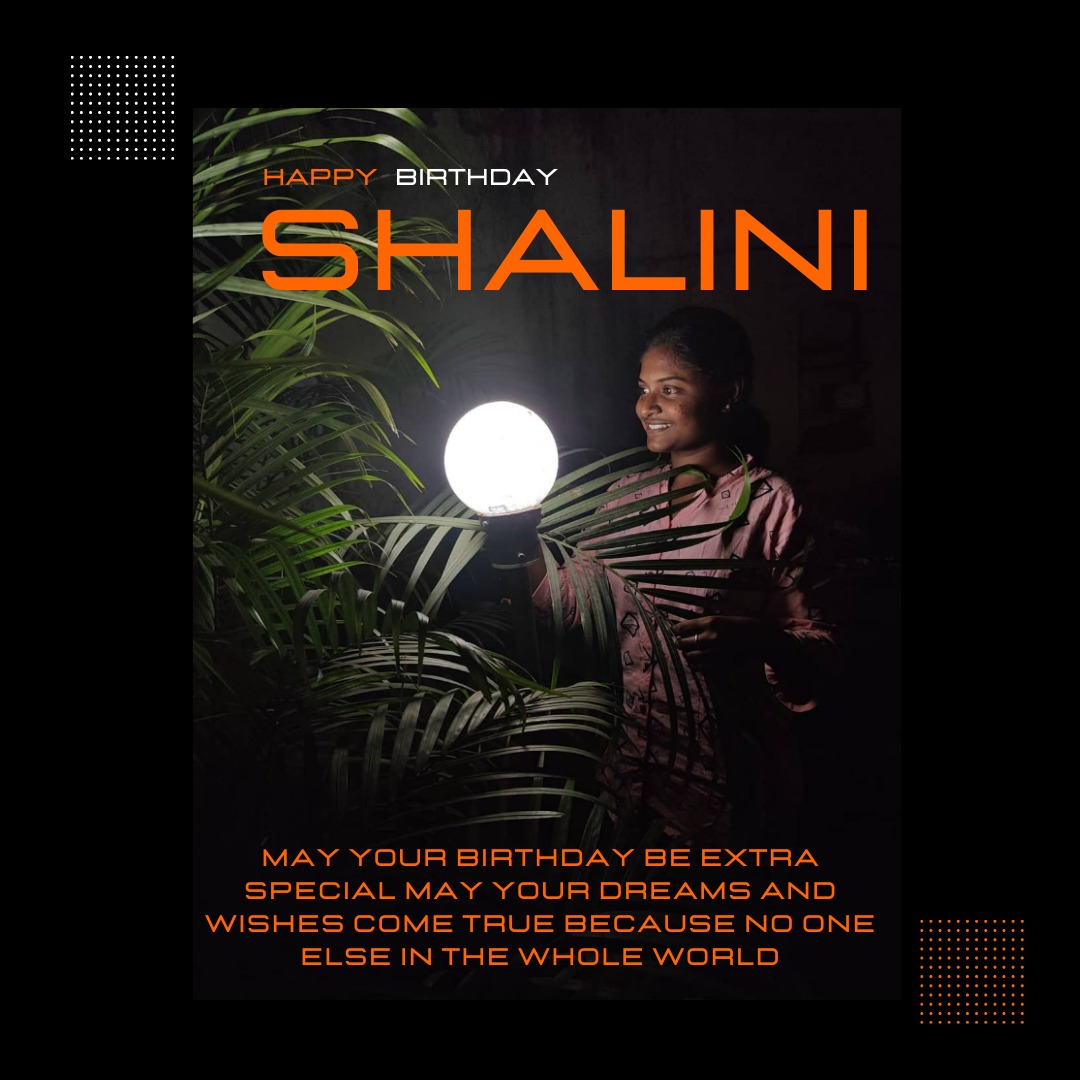 HAPPY BIRTHDAY
SHALINI
MAY YOUR BIRTHDAY BE EXTRA
SPECIAL MAY YOUR DREAMS AND
WISHES COME TRUE BECAUSE NO ONE
ELSE IN THE WHOLE WORLD